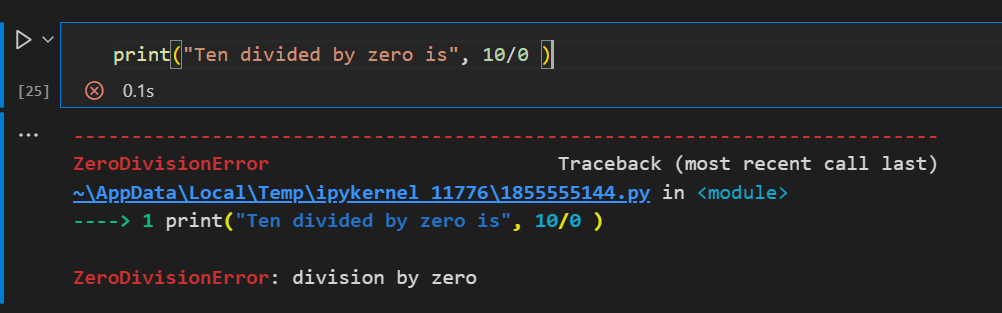 print("Ten divided by zero is", 10/0 )
[25] 0.1s
---------------------------------------------------------------------------
ZeroDivisionError Traceback (most recent call last)
~\AppData\Local\Temp\ipykernel_11776\1855555144.py in <module>
----> 1 print("Ten divided by zero is", 10/0 )
ZeroDivisionError: division by zero